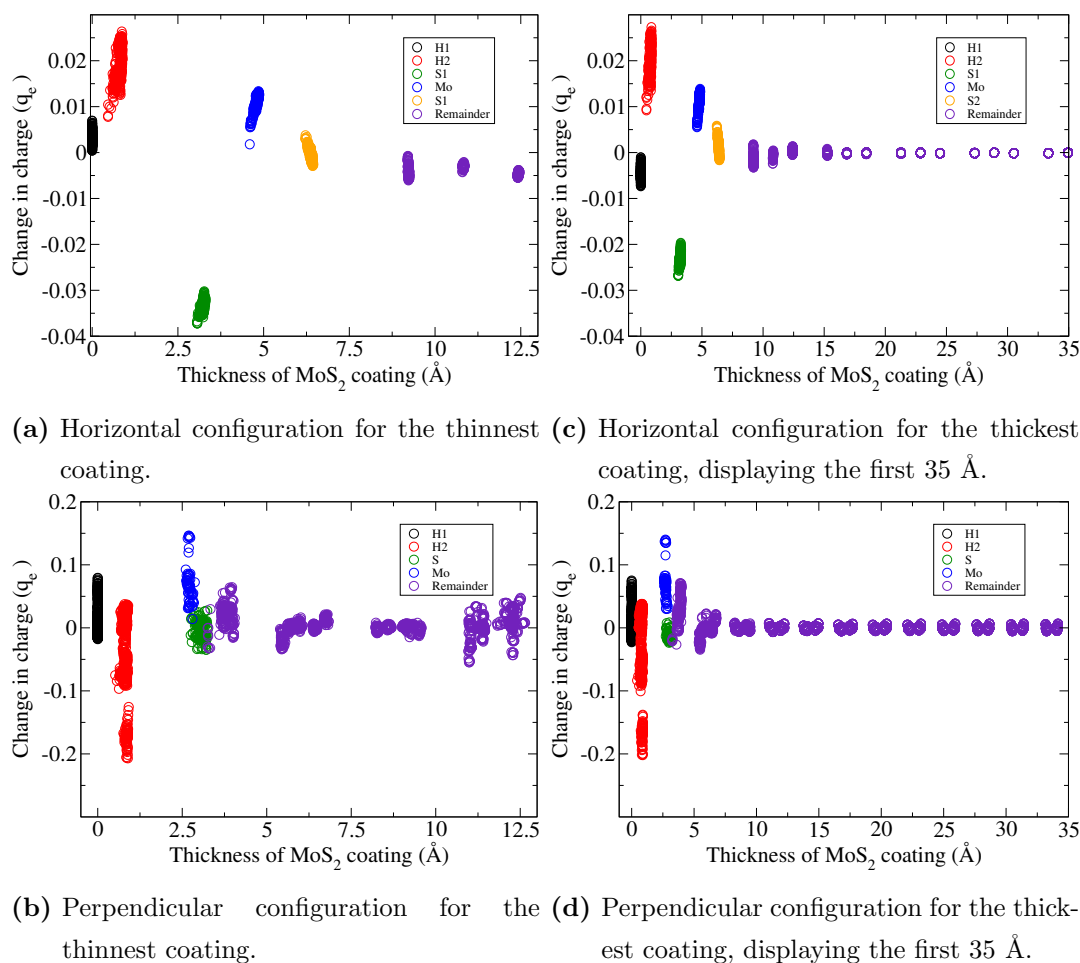 0.02
0.01
0
-0.01
-0.02
-0.03
-0.04
Change in charge (q_e)
H1
H2
S1
Mo
S1
Remainder
0 2.5 5 7.5 10 12.5
Thickness of MoS₂ coating (Å)
(a) Horizontal configuration for the thinnest
coating.
0.02
0.01
0
-0.01
-0.02
-0.03
-0.04
Change in charge (q_e)
H1
H2
S1
Mo
S2
Remainder
0 5 10 15 20 25 30 35
Thickness of MoS₂ coating (Å)
(c) Horizontal configuration for the thickest
coating, displaying the first 35 Å.
0.2
0.1
0
-0.1
-0.2
Change in charge (q_e)
H1
H2
S
Mo
Remainder
0 2.5 5 7.5 10 12.5
Thickness of MoS₂ coating (Å)
(b) Perpendicular configuration for the
thinnest coating.
0.2
0.1
0
-0.1
-0.2
Change in charge (q_e)
H1
H2
S
Mo
Remainder
0 5 10 15 20 25 30 35
Thickness of MoS₂ coating (Å)
(d) Perpendicular configuration for the thick-
est coating, displaying the first 35 Å.